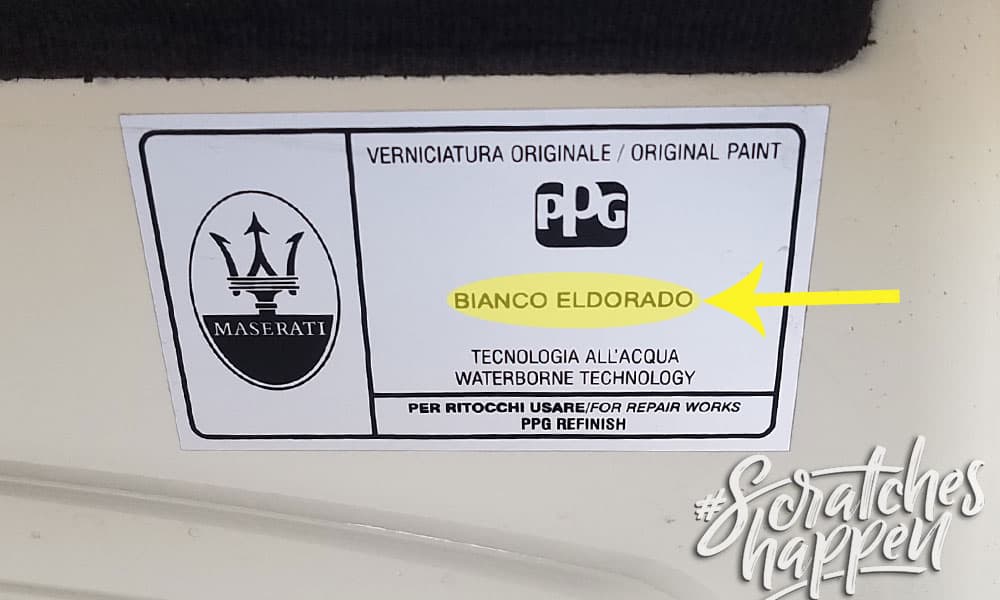 VERNICIATURA ORIGINALE / ORIGINAL PAINT
PPG
MASERATI
BIANCO ELDORADO
TECNOLOGIA ALL'ACQUA
WATERBORNE TECHNOLOGY
PER RITOCCHI USARE/FOR REPAIR WORKS
PPG REFINISH
#Scratches
happen